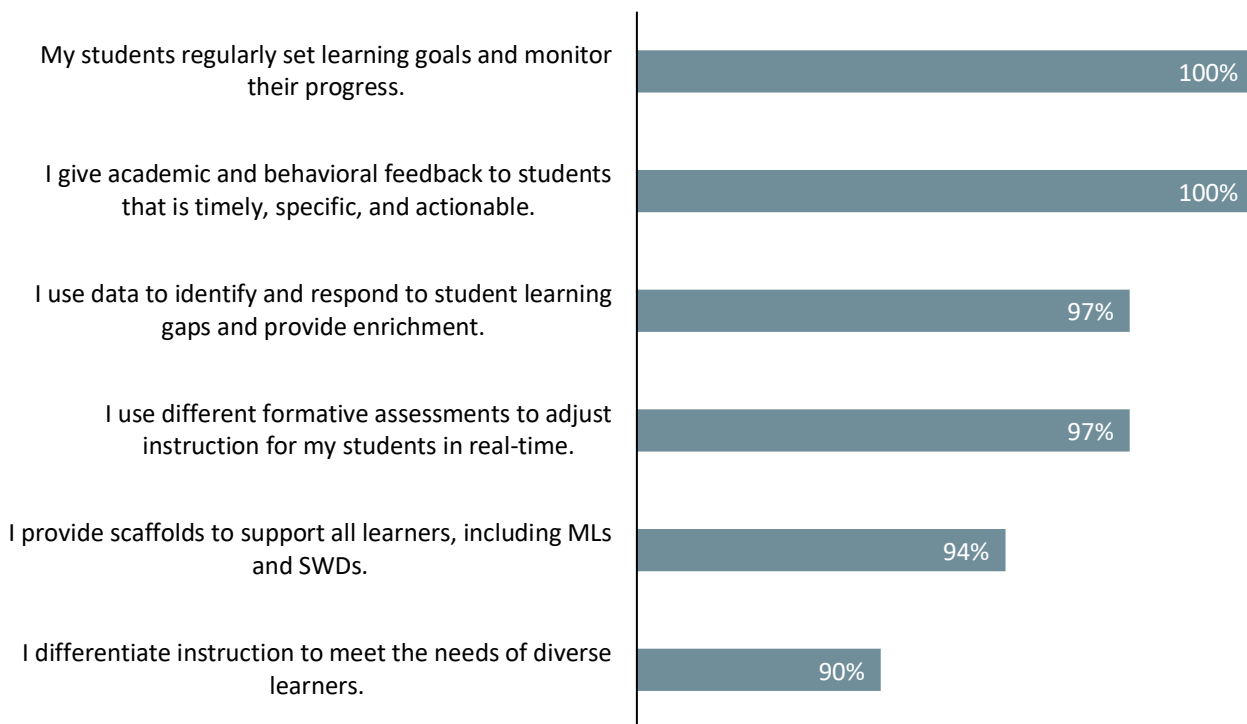 My students regularly set learning goals and monitor
their progress.
100%
I give academic and behavioral feedback to students
that is timely, specific, and actionable.
100%
I use data to identify and respond to student learning
gaps and provide enrichment.
97%
I use different formative assessments to adjust
instruction for my students in real-time.
97%
I provide scaffolds to support all learners, including MLs
and SWDs.
94%
I differentiate instruction to meet the needs of diverse
learners.
90%